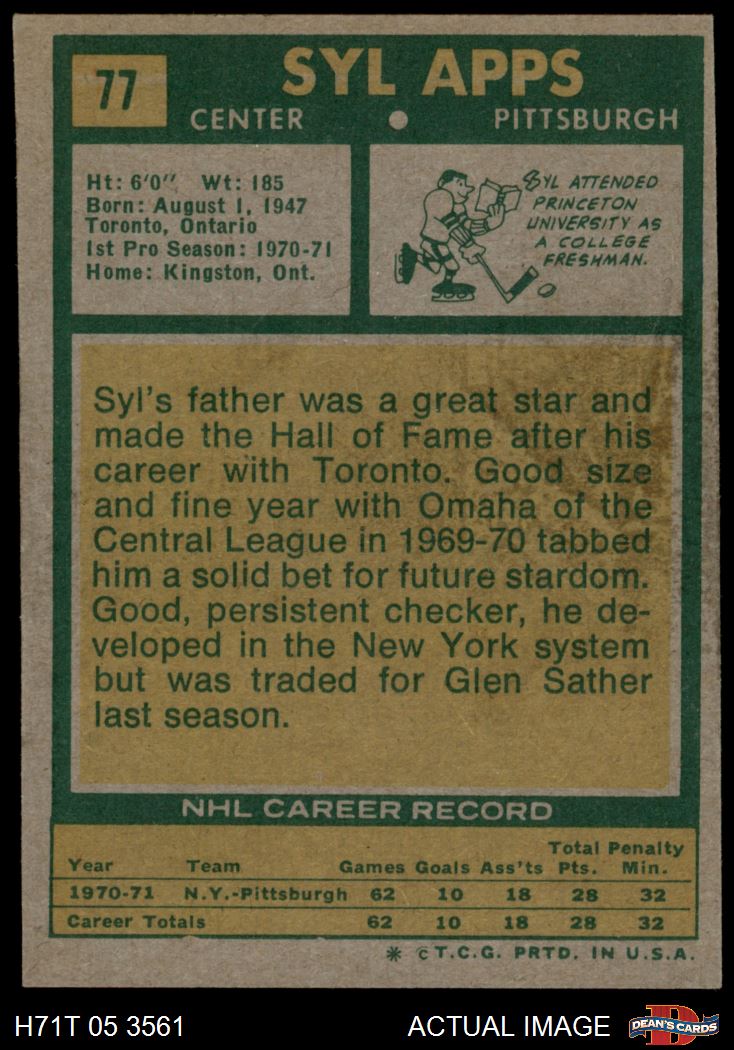 77
SYL APPS
CENTER ● PITTSBURGH
Ht: 6'0" Wt: 185
Born: August 1, 1947
Toronto, Ontario
1st Pro Season: 1970-71
Home: Kingston, Ont.
SYL ATTENDED
PRINCETON
UNIVERSITY AS
A COLLEGE
FRESHMAN.
Syl's father was a great star and
made the Hall of Fame after his
career with Toronto. Good size
and fine year with Omaha of the
Central League in 1969-70 tabbed
him a solid bet for future stardom.
Good, persistent checker, he de-
veloped in the New York system
but was traded for Glen Sather
last season.
NHL CAREER RECORD
Total Penalty
Year Team Games Goals Ass'ts Pts. Min.
1970-71 N.Y.-Pittsburgh 62 10 18 28 32
Career Totals 62 10 18 28 32
* © T.C.G. PRTD. IN U.S.A.
H71T 05 3561 ACTUAL IMAGE DEAN'S CARDS